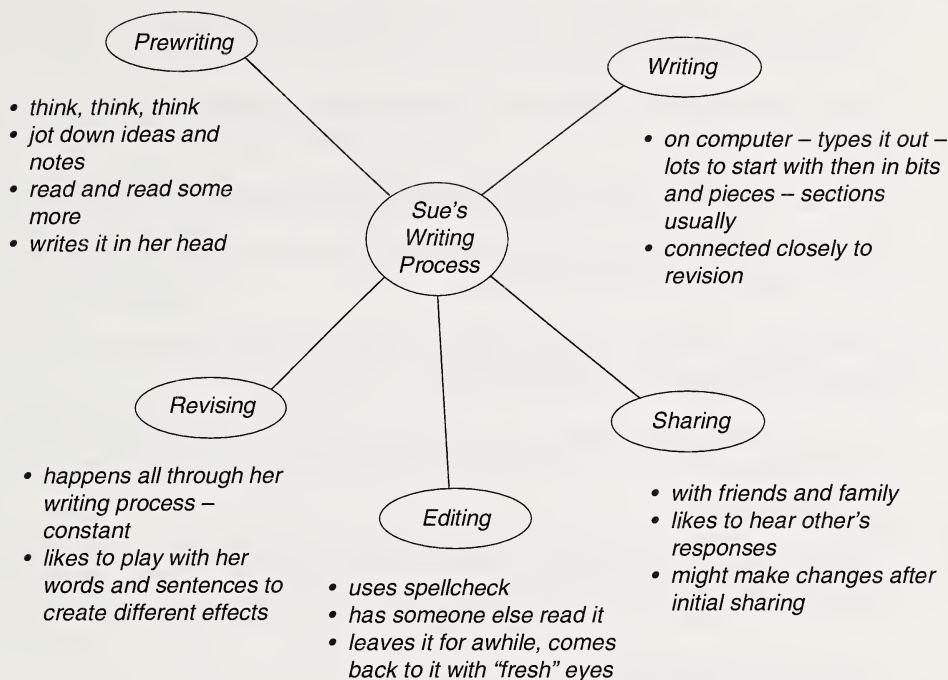 Prewriting
• think, think, think
• jot down ideas and
notes
• read and read some
more
• writes it in her head
Writing
• on computer – types it out –
lots to start with then in bits
and pieces – sections
usually
• connected closely to
revision
Sue's
Writing
Process
Revising
• happens all through her
writing process –
constant
• likes to play with her
words and sentences to
create different effects
Editing
• uses spellcheck
• has someone else read it
• leaves it for awhile, comes
back to it with “fresh” eyes
Sharing
• with friends and family
• likes to hear other's
responses
• might make changes after
initial sharing